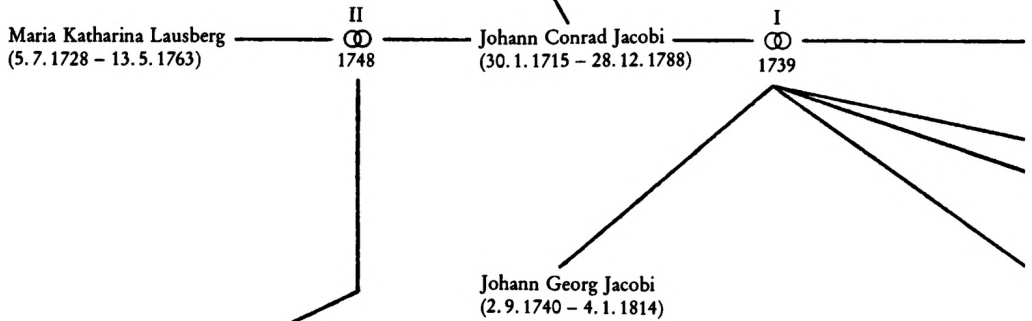 II
Maria Katharina Lausberg
(5. 7. 1728 – 13. 5. 1763)
1748
Johann Conrad Jacobi
(30. 1. 1715 – 28. 12. 1788)
I
1739
Johann Georg Jacobi
(2. 9. 1740 – 4. 1. 1814)